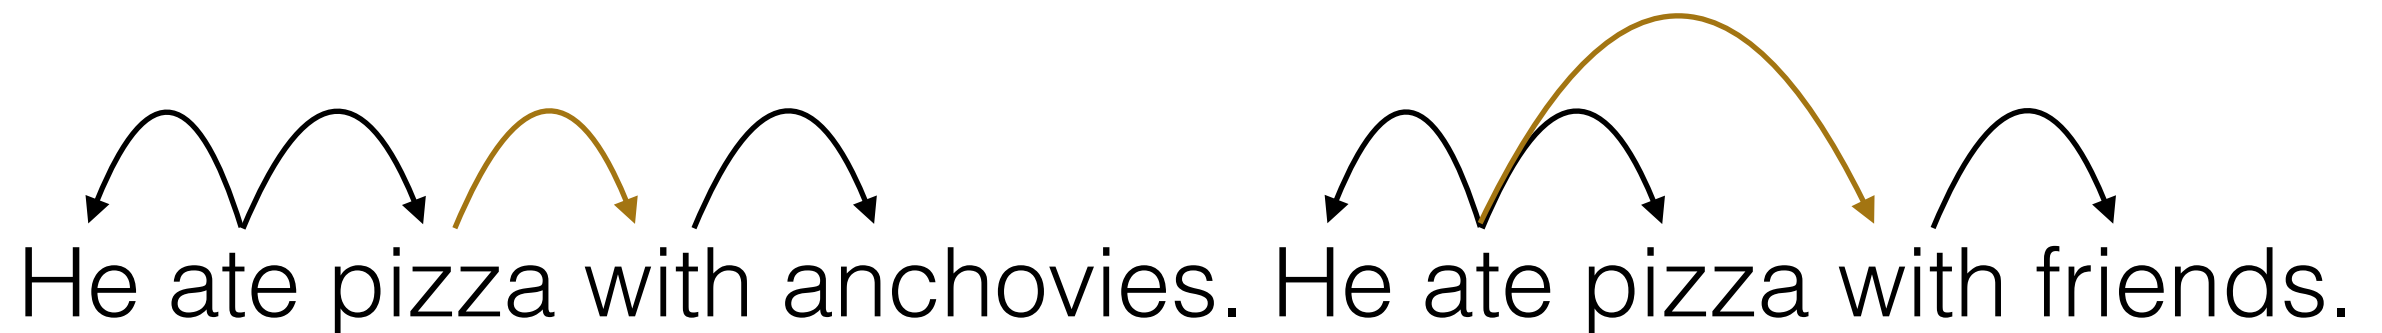 He ate pizza with anchovies. He ate pizza with friends.